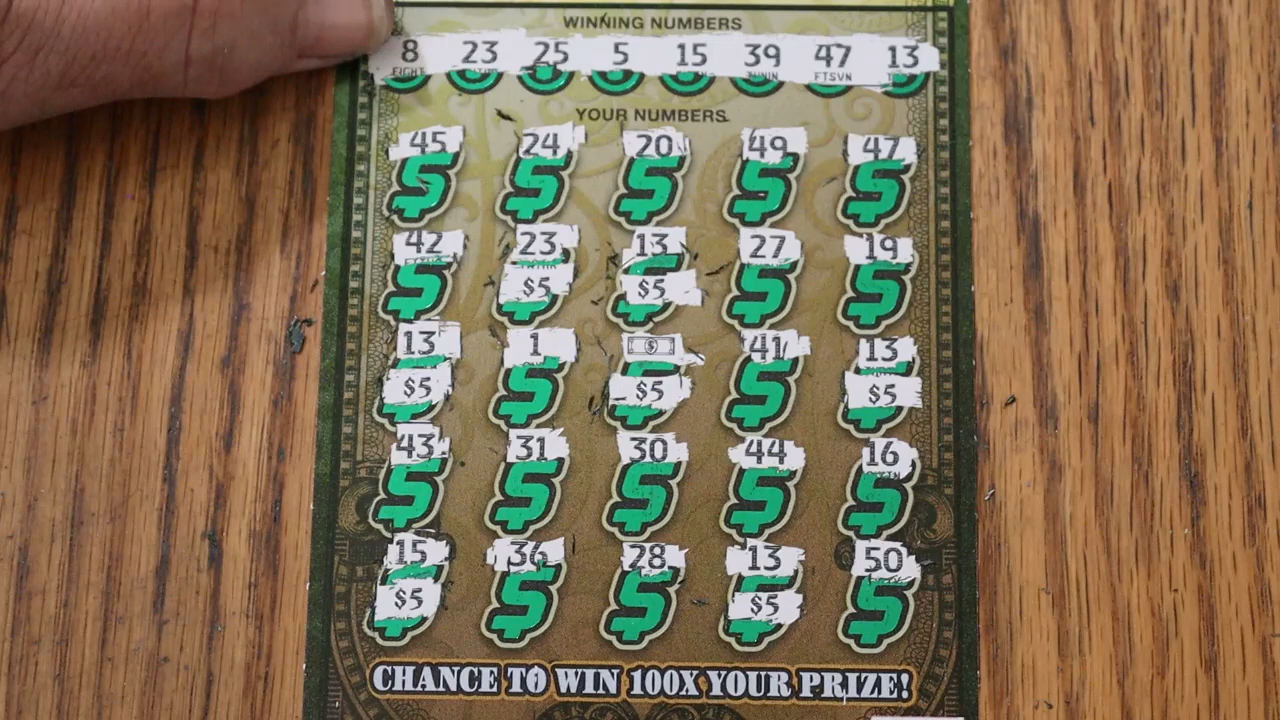 WINNING NUMBERS
8 23 25 5 15 39 47 13
FTSVN
YOUR NUMBERS
45 24 20 49 47
42 23 13 27 19
$5 $5
13 1 $ 41 13
$5 $5 $5
43 31 30 44 16
15 36 28 13 50
$5 $5
CHANCE TO WIN 100X YOUR PRIZE!